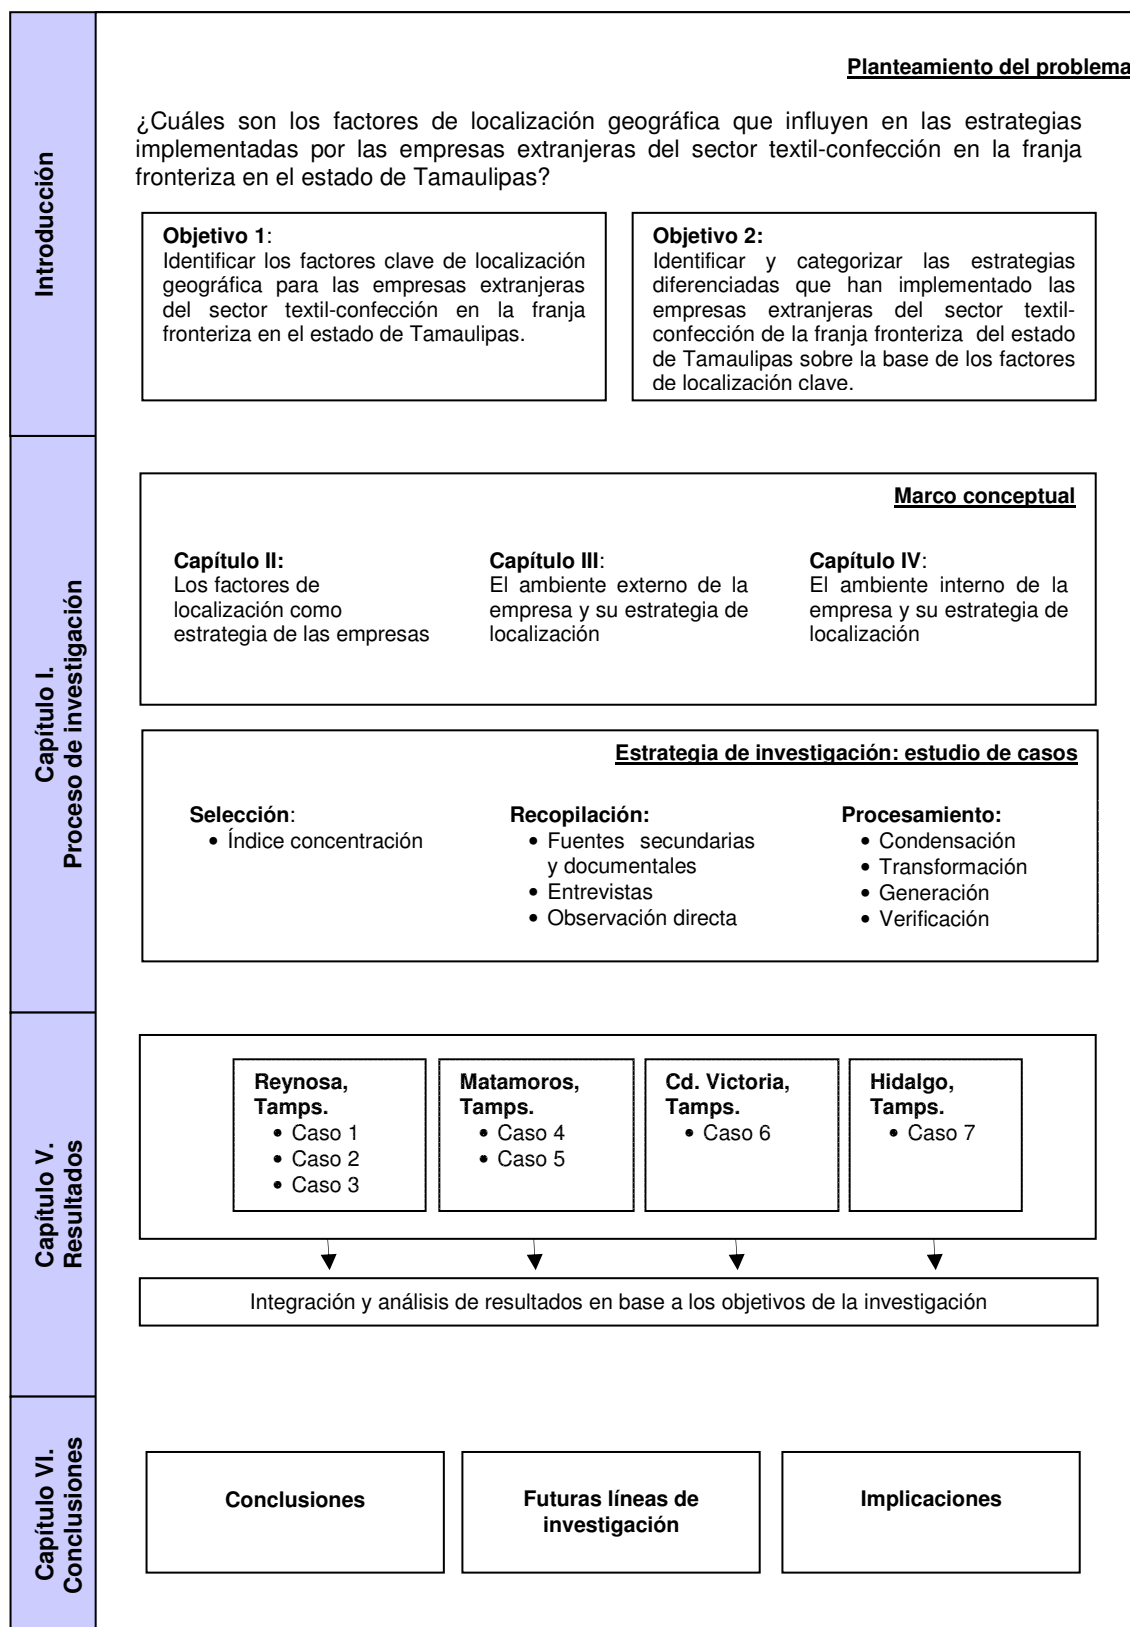 Introducción
Planteamiento del problema
¿Cuáles son los factores de localización geográfica que influyen en las estrategias
implementadas por las empresas extranjeras del sector textil-confección en la franja
fronteriza en el estado de Tamaulipas?
Objetivo 1:
Identificar los factores clave de localización
geográfica para las empresas extranjeras
del sector textil-confección en la franja
fronteriza en el estado de Tamaulipas.
Objetivo 2:
Identificar y categorizar las estrategias
diferenciadas que han implementado las
empresas extranjeras del sector textil-
confección de la franja fronteriza del estado
de Tamaulipas sobre la base de los factores
de localización clave.
Capítulo I.
Proceso de investigación
Marco conceptual
Capítulo II:
Los factores de
localización como
estrategia de las empresas
Capítulo III:
El ambiente externo de la
empresa y su estrategia de
localización
Capítulo IV:
El ambiente interno de la
empresa y su estrategia de
localización
Estrategia de investigación: estudio de casos
Selección:
• Índice concentración
Recopilación:
• Fuentes secundarias
y documentales
• Entrevistas
• Observación directa
Procesamiento:
• Condensación
• Transformación
• Generación
• Verificación
Capítulo V.
Resultados
Reynosa,
Tamps.
• Caso 1
• Caso 2
• Caso 3
Matamoros,
Tamps.
• Caso 4
• Caso 5
Cd. Victoria,
Tamps.
• Caso 6
Hidalgo,
Tamps.
• Caso 7
Integración y análisis de resultados en base a los objetivos de la investigación
Capítulo VI.
Conclusiones
Conclusiones
Futuras líneas de
investigación
Implicaciones